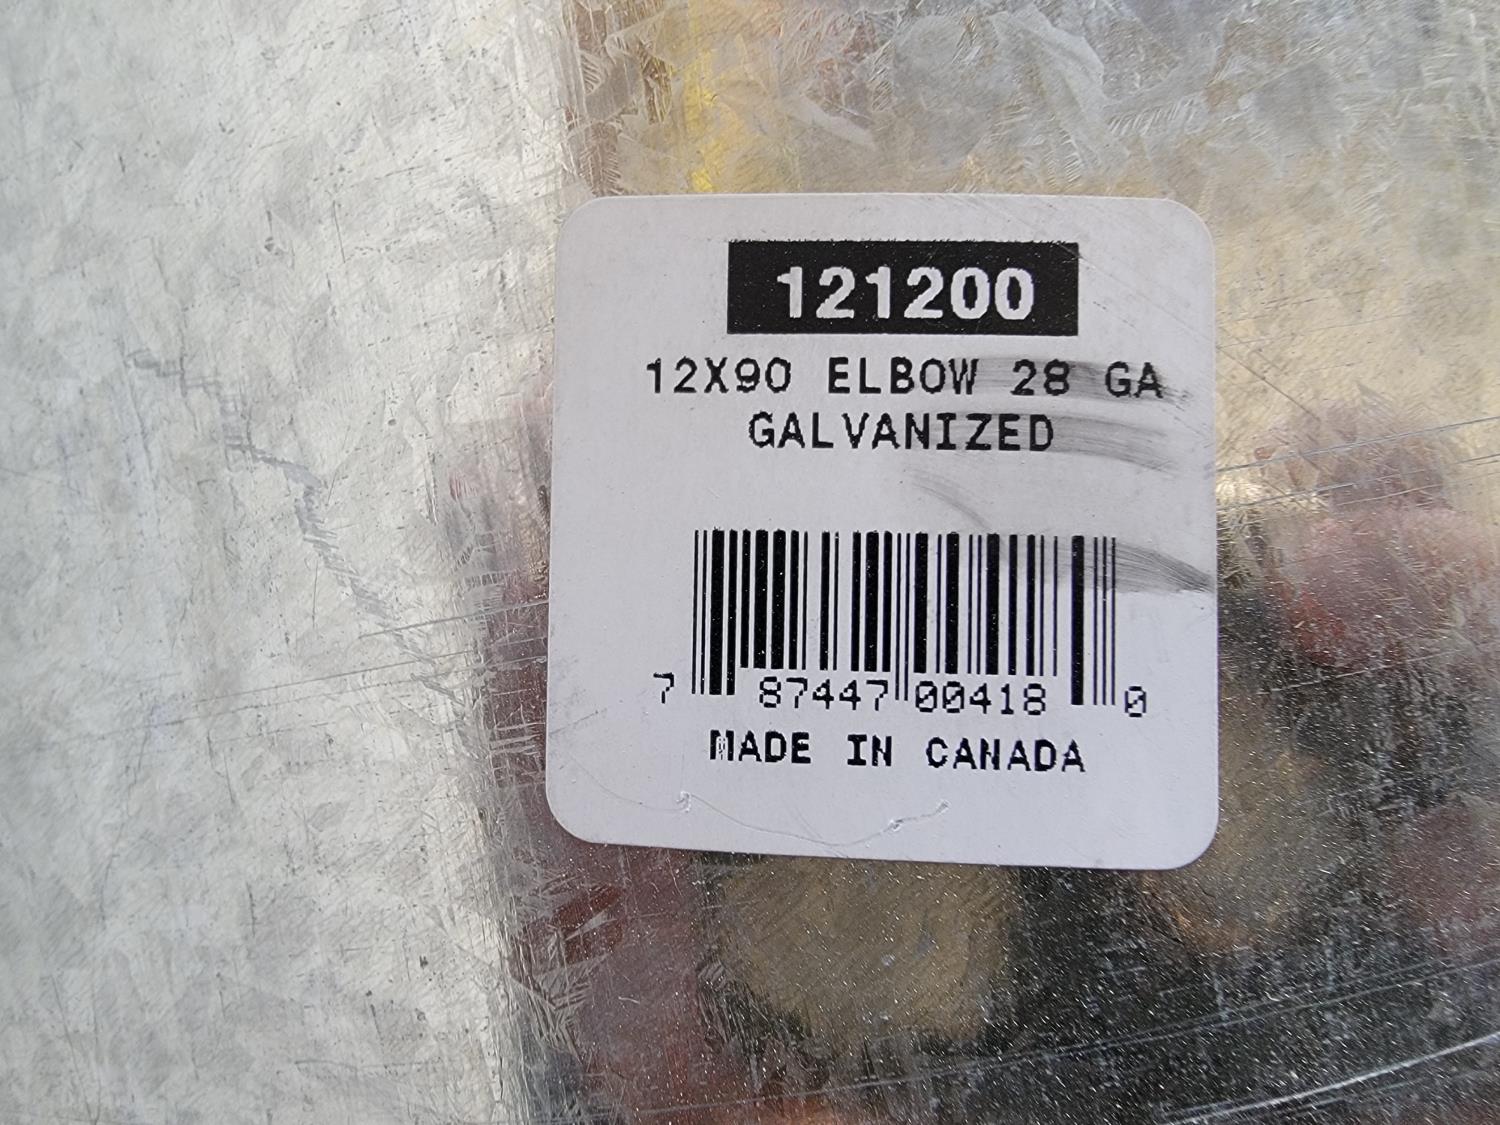 121200
12X90 ELBOW 28 GA
GALVANIZED
7 87447 00418 0
MADE IN CANADA